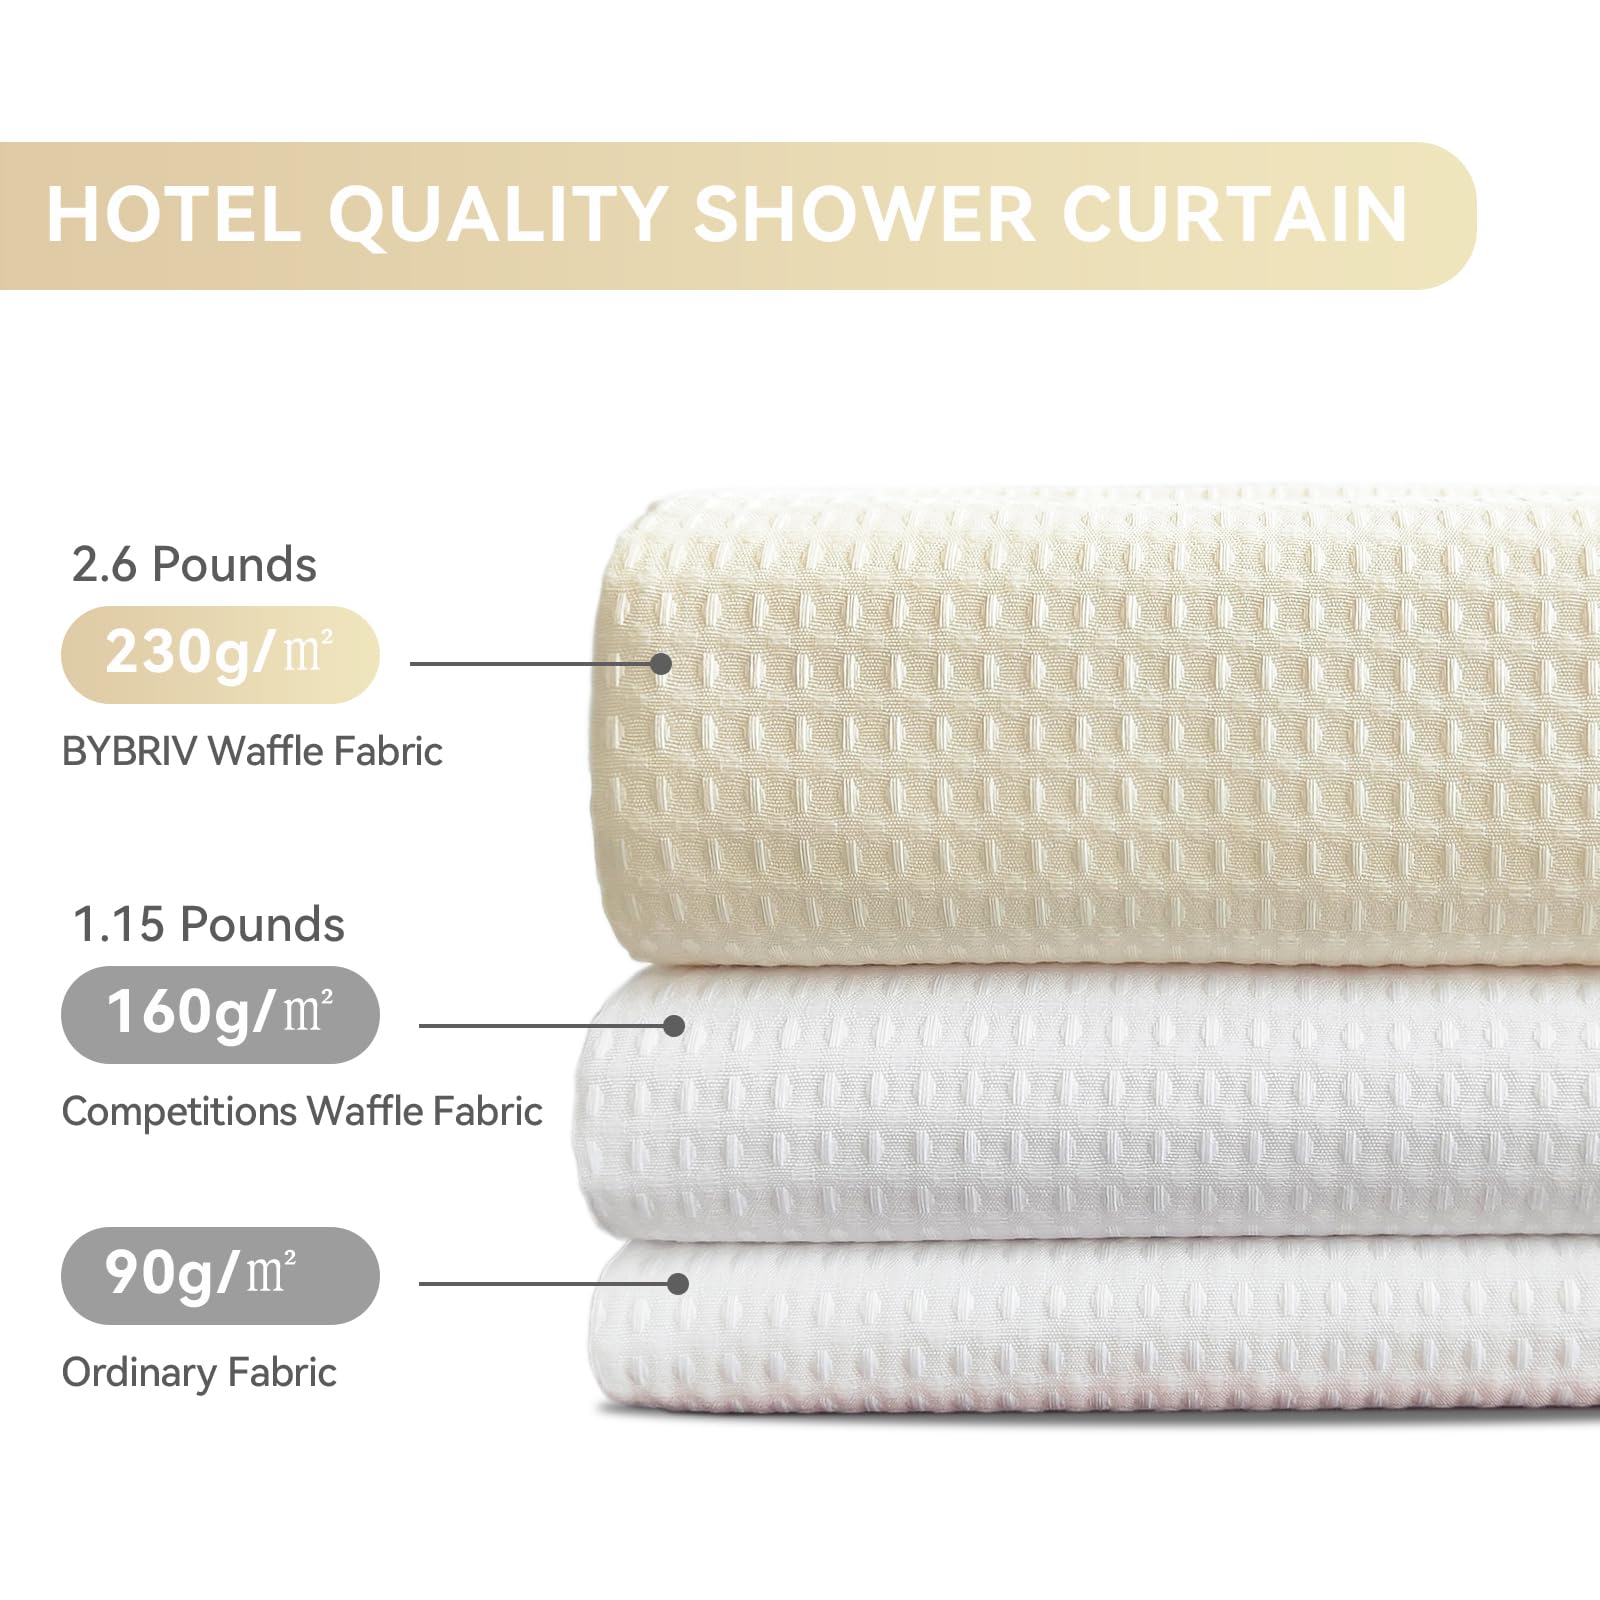 HOTEL QUALITY SHOWER CURTAIN
2.6 Pounds
230g/m²
BYBRIV Waffle Fabric
1.15 Pounds
160g/m²
Competitions Waffle Fabric
90g/m²
Ordinary Fabric